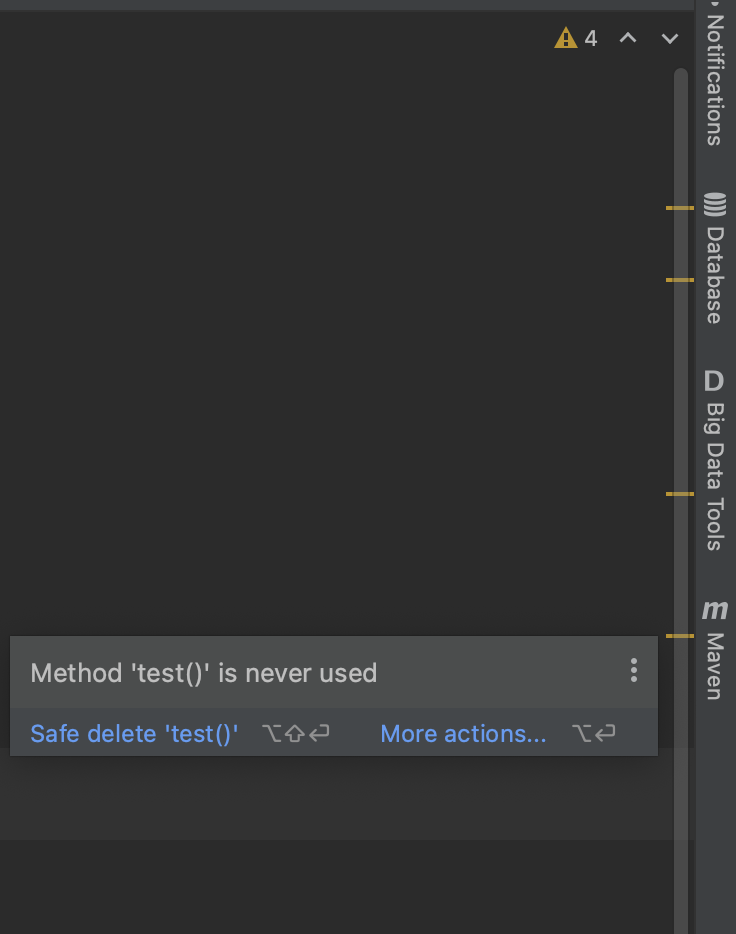 4
Notifications
Database
D
Big Data Tools
m
Maven
Method 'test()' is never used
Safe delete 'test()' ⌥⇧⏎ More actions... ⌥⏎